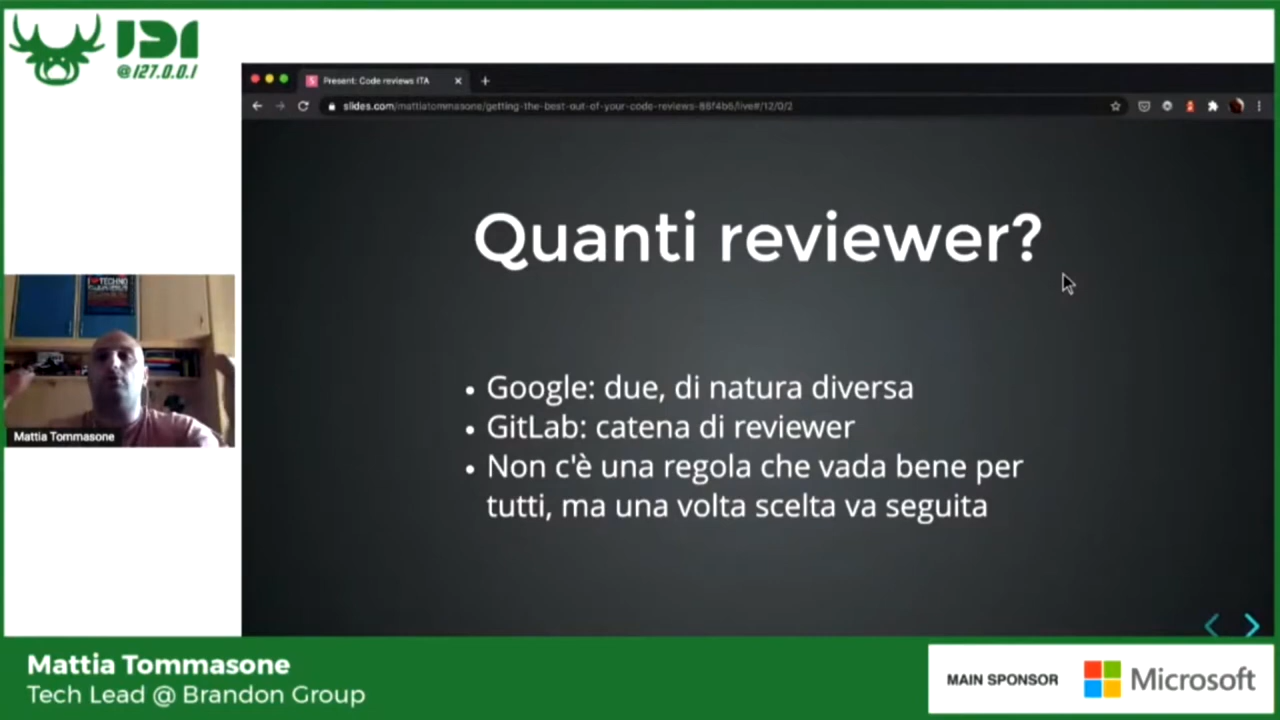 JDI
@127.0.0.1
Present: Code reviews ITA
slides.com/mattiatommasone/getting-the-best-out-of-your-code-reviews-88f4b6/live#/12/0/2
Quanti reviewer?
TECHNO
Mattia Tommasone
• Google: due, di natura diversa
• GitLab: catena di reviewer
• Non c'è una regola che vada bene per
tutti, ma una volta scelta va seguita
Mattia Tommasone
Tech Lead @ Brandon Group
MAIN SPONSOR
Microsoft